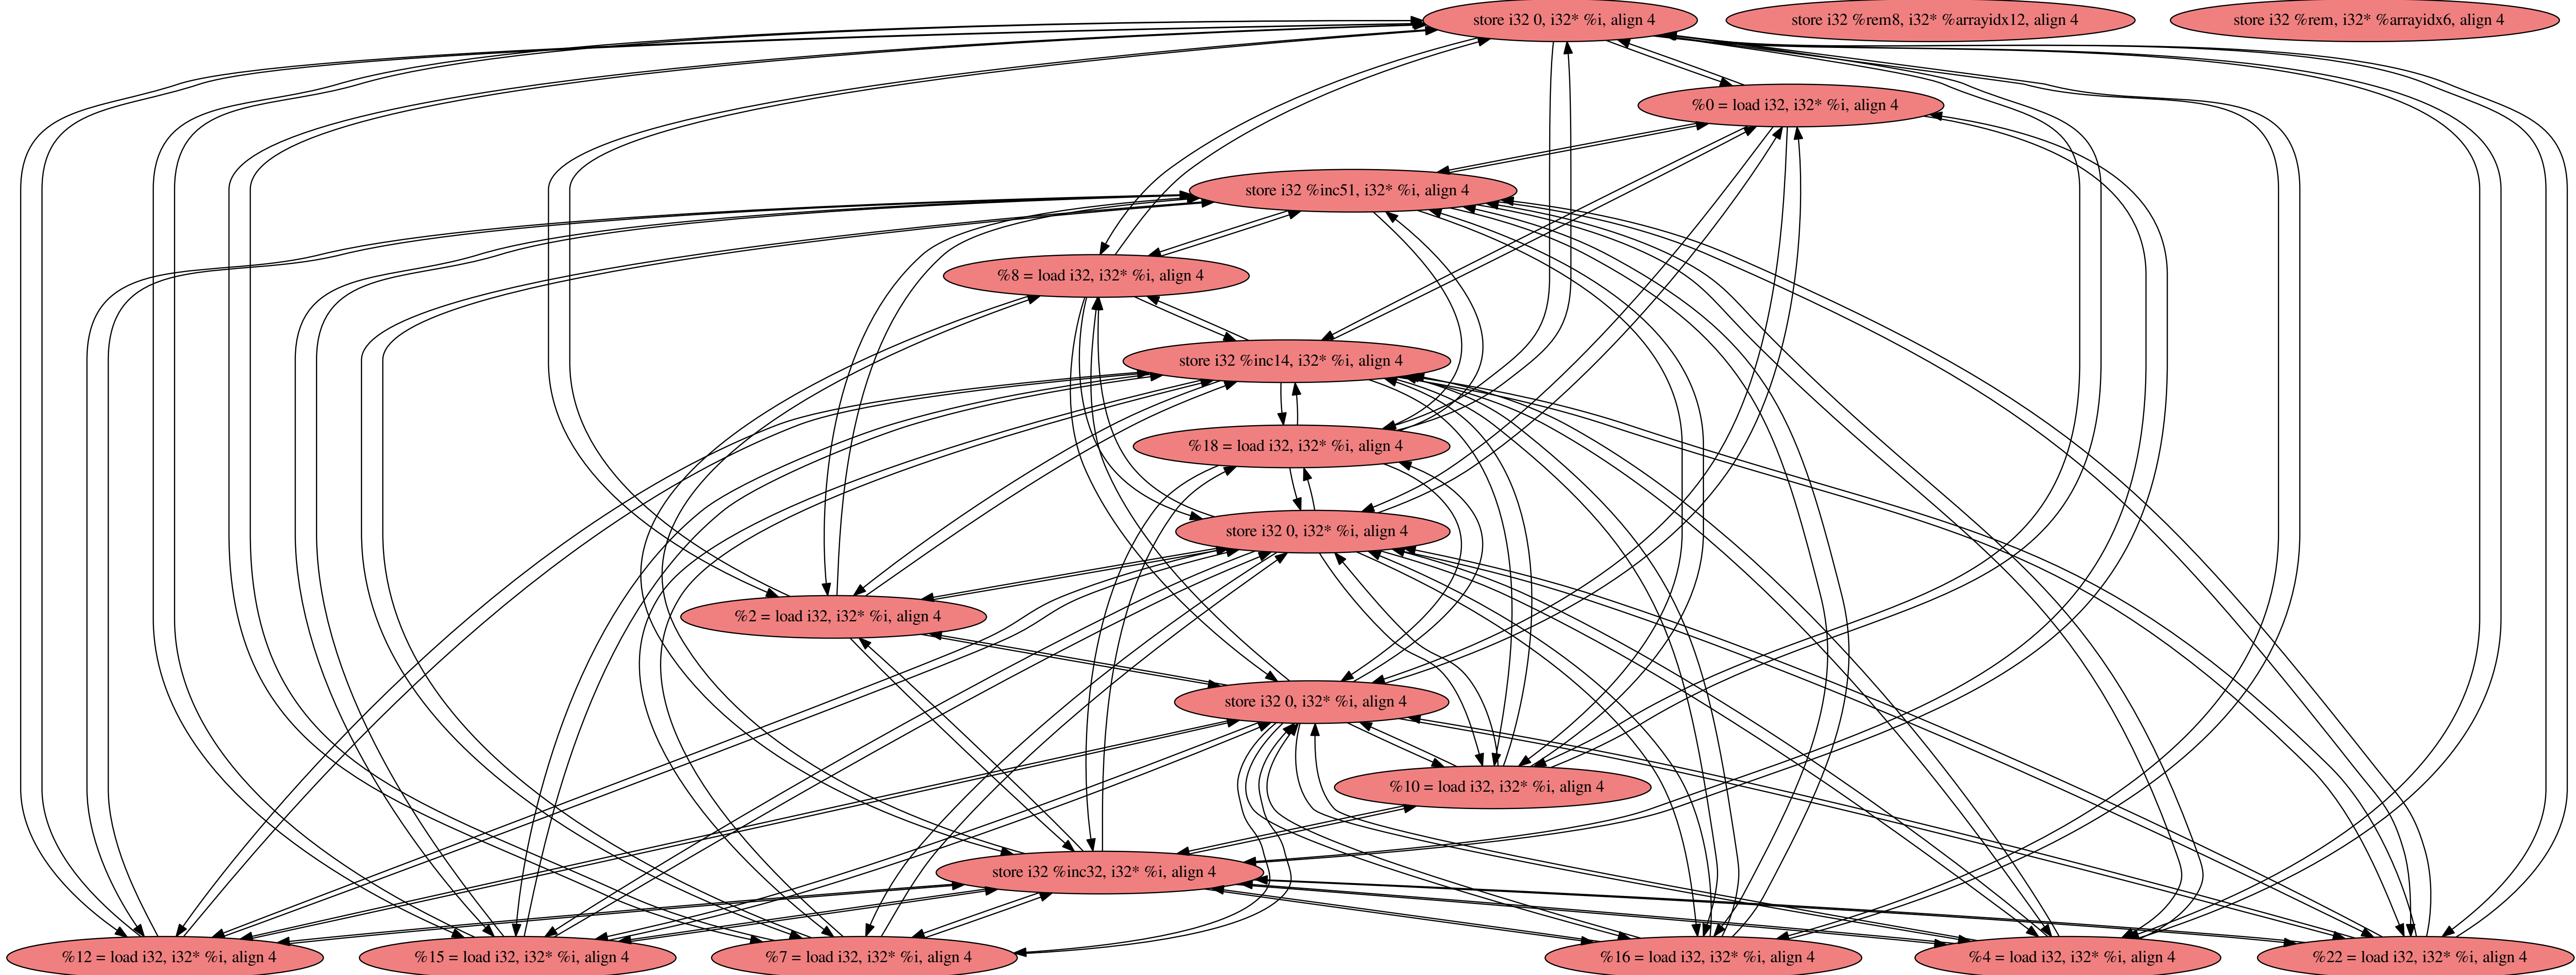 store i32 0, i32* %i, align 4
store i32 %rem8, i32* %arrayidx12, align 4
store i32 %rem, i32* %arrayidx6, align 4
%0 = load i32, i32* %i, align 4
store i32 %inc51, i32* %i, align 4
%8 = load i32, i32* %i, align 4
store i32 %inc14, i32* %i, align 4
%18 = load i32, i32* %i, align 4
store i32 0, i32* %i, align 4
%2 = load i32, i32* %i, align 4
store i32 0, i32* %i, align 4
%10 = load i32, i32* %i, align 4
store i32 %inc32, i32* %i, align 4
%12 = load i32, i32* %i, align 4
%15 = load i32, i32* %i, align 4
%7 = load i32, i32* %i, align 4
%16 = load i32, i32* %i, align 4
%4 = load i32, i32* %i, align 4
%22 = load i32, i32* %i, align 4